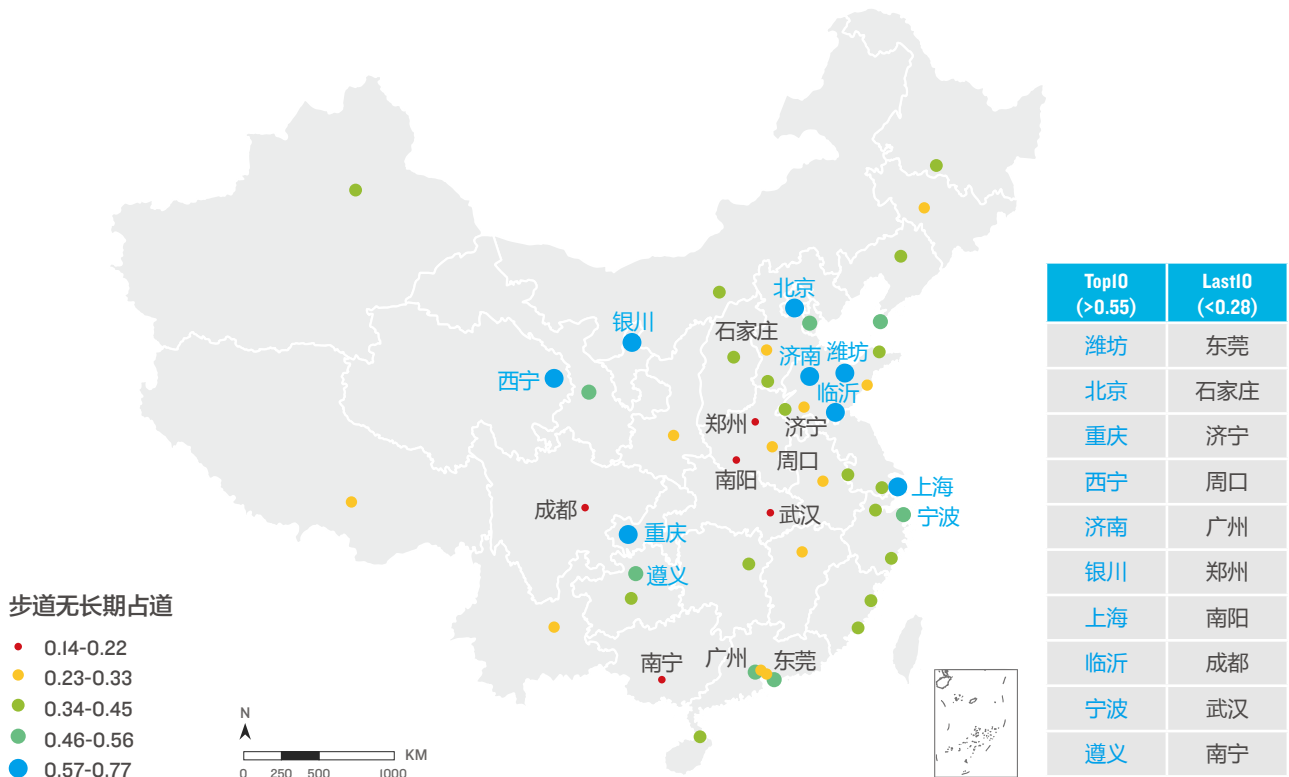 北京
石家庄
银川
济南
潍坊
西宁
临沂
郑州
济宁
周口
南阳
上海
成都
武汉
宁波
重庆
遵义
南宁
广州
东莞
步道无长期占道
0.14-0.22
0.23-0.33
0.34-0.45
0.46-0.56
0.57-0.77
N
KM
0 250 500 1000
Top10 Last10
(>0.55) (<0.28)
潍坊 东莞
北京 石家庄
重庆 济宁
西宁 周口
济南 广州
银川 郑州
上海 南阳
临沂 成都
宁波 武汉
遵义 南宁